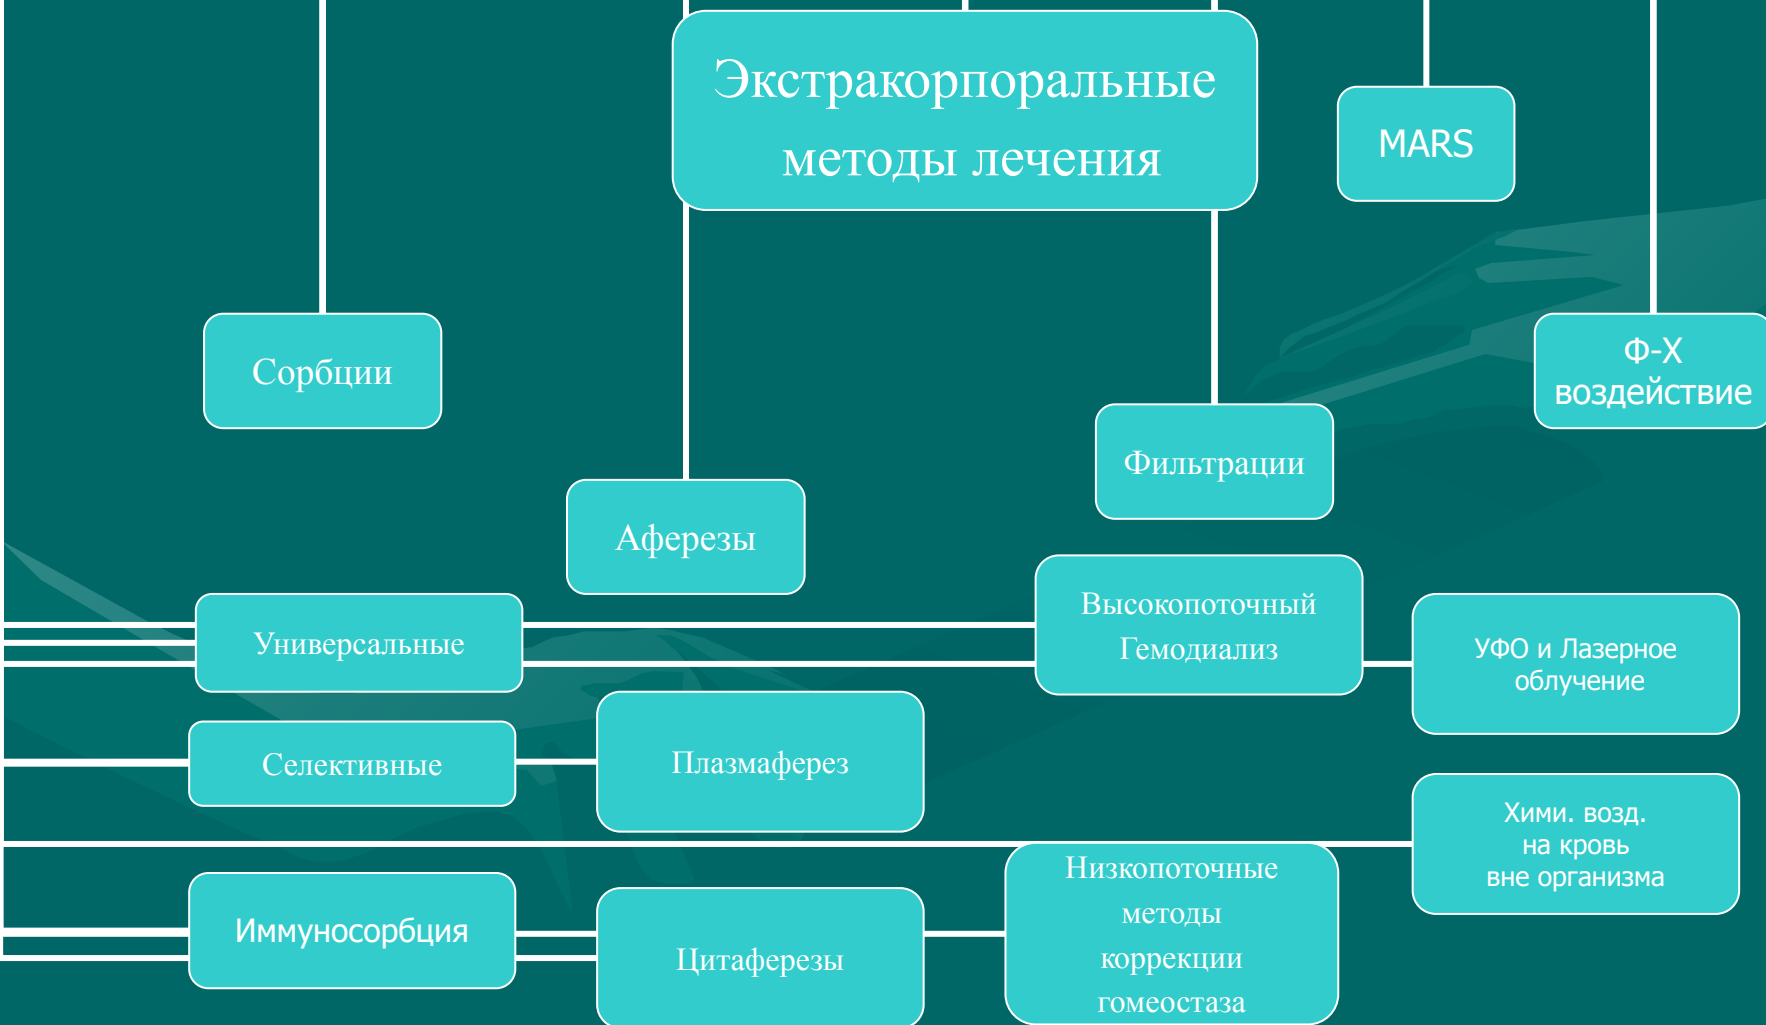 Экстракорпоральные
методы лечения
MARS
Сорбции
Ф-Х
воздействие
Фильтрации
Аферезы
Универсальные
Высокопоточный
Гемодиализ
УФО и Лазерное
облучение
Селективные
Плазмаферез
Хими. возд.
на кровь
вне организма
Иммуносорбция
Цитаферезы
Низкопоточные
методы
коррекции
гомеостаза